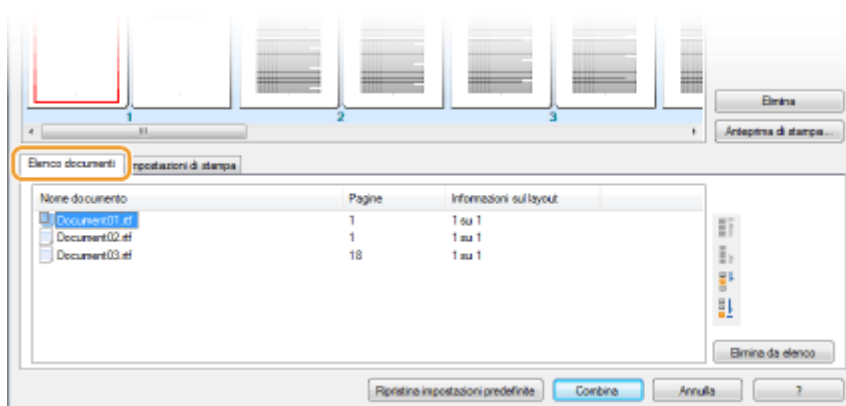 Elimina
1 2 3
Anteprima di stampa...
Elenco documenti Impostazioni di stampa
Nome documento Pagine Informazioni sul layout
Document01.rtf 1 1 su 1
Document02.rtf 1 1 su 1
Document03.rtf 18 1 su 1
Elimina da elenco
Ripristina impostazioni predefinite Combina Annulla ?